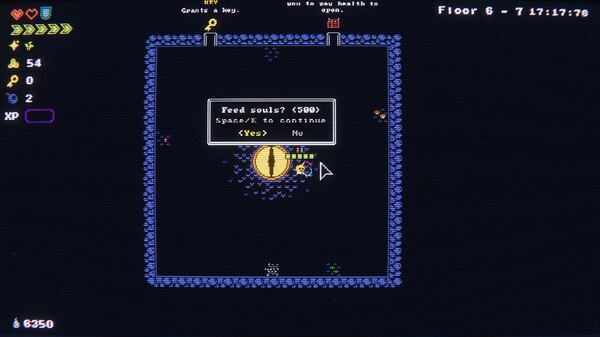 KEY
Grants a key.
you to pay health to
open.
Floor 6 - 7 17:17:70
54
0
2
XP
Feed souls? (500)
Space/E to continue
<Yes> No
6350